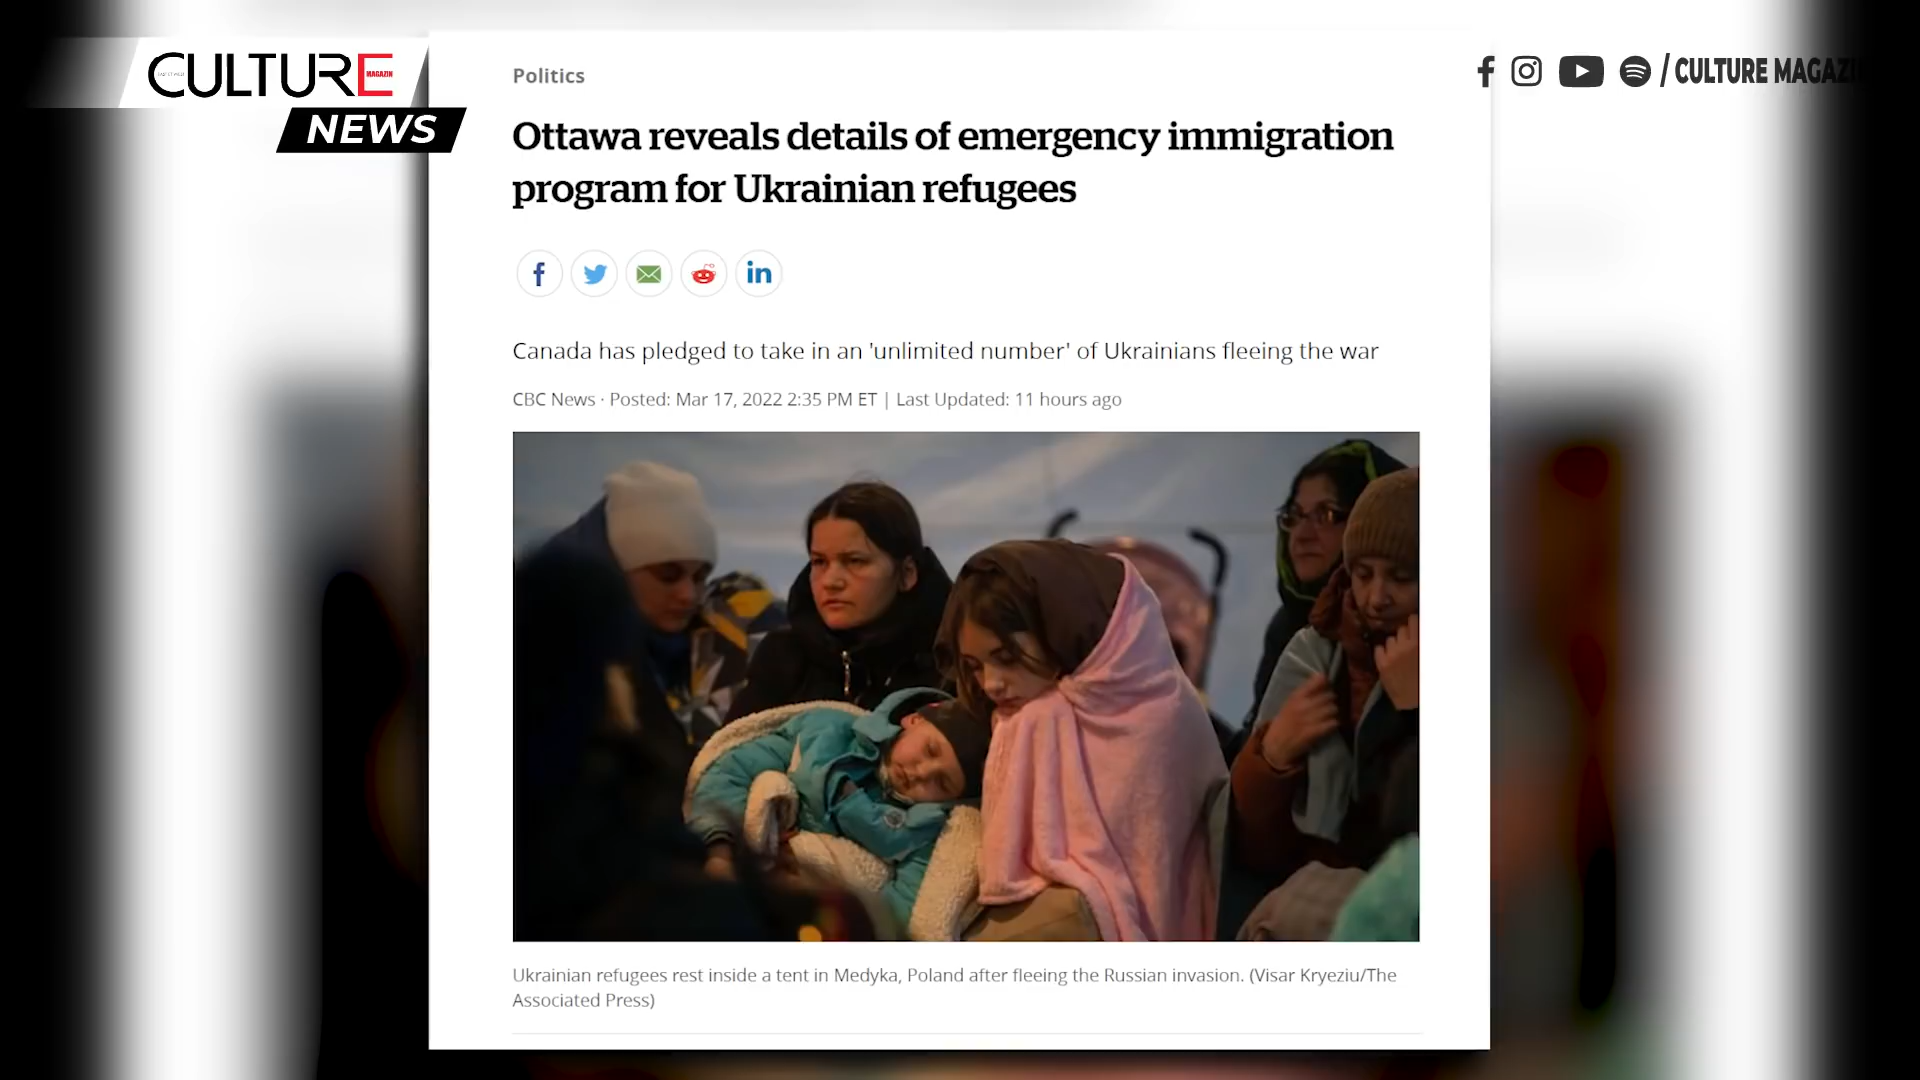 CULTURE
MAGAZIN
NEWS
/ CULTURE MAGAZI
Politics
Ottawa reveals details of emergency immigration
program for Ukrainian refugees
Canada has pledged to take in an 'unlimited number' of Ukrainians fleeing the war
CBC News · Posted: Mar 17, 2022 2:35 PM ET | Last Updated: 11 hours ago
Ukrainian refugees rest inside a tent in Medyka, Poland after fleeing the Russian invasion. (Visar Kryeziu/The
Associated Press)